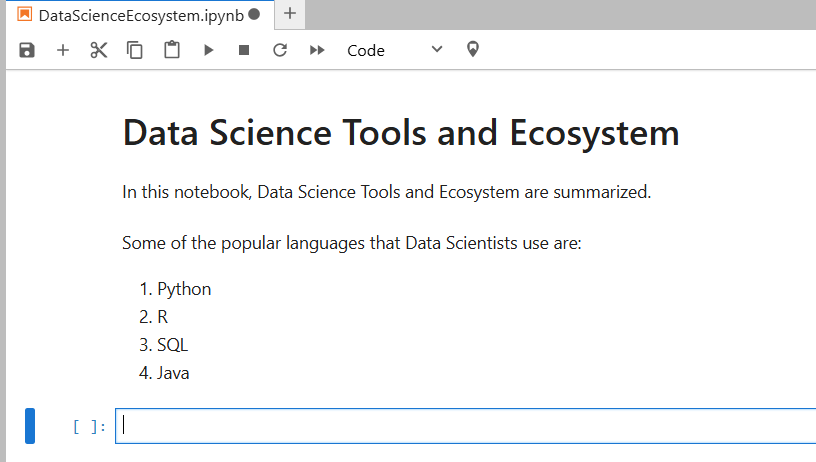 DataScienceEcosystem.ipynb
Code
Data Science Tools and Ecosystem
In this notebook, Data Science Tools and Ecosystem are summarized.
Some of the popular languages that Data Scientists use are:
1. Python
2. R
3. SQL
4. Java
[ ]: